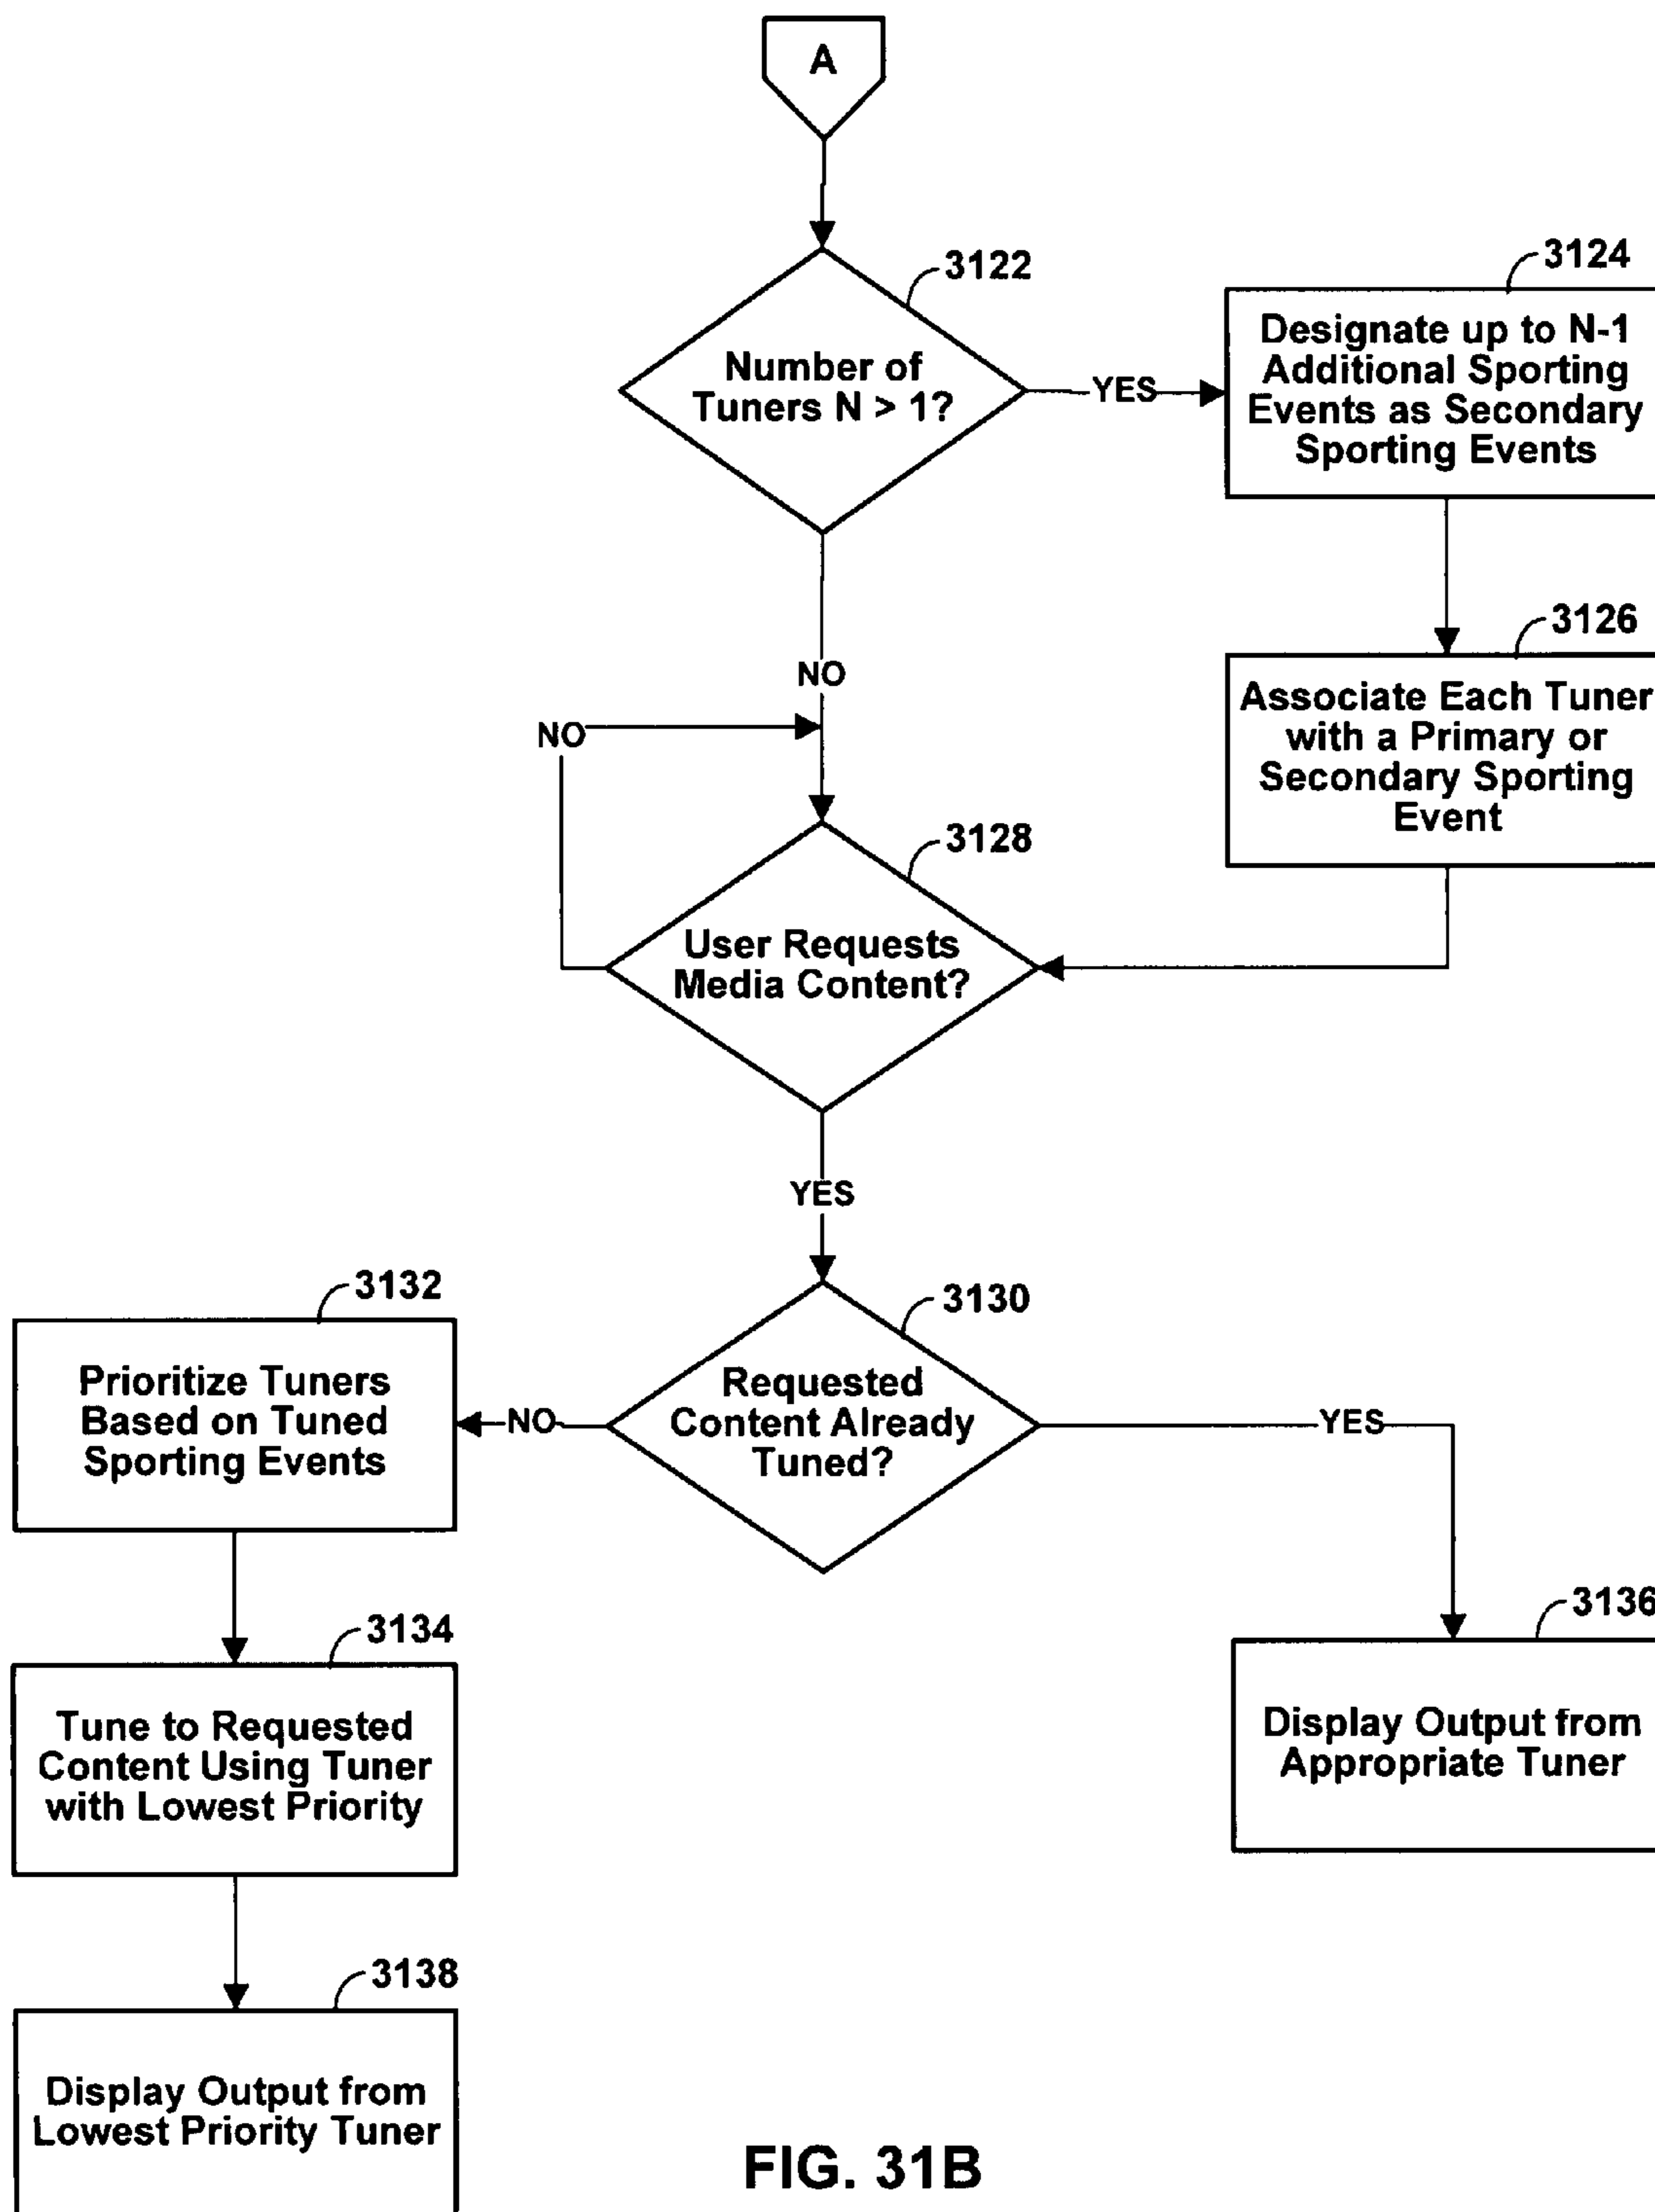 A
3122
Number of
Tuners N > 1?
YES
3124
Designate up to N-1
Additional Sporting
Events as Secondary
Sporting Events
3126
Associate Each Tuner
with a Primary or
Secondary Sporting
Event
NO
NO
3128
User Requests
Media Content?
YES
3130
Requested
Content Already
Tuned?
NO
YES
3132
Prioritize Tuners
Based on Tuned
Sporting Events
3134
Tune to Requested
Content Using Tuner
with Lowest Priority
3136
Display Output from
Appropriate Tuner
3138
Display Output from
Lowest Priority Tuner
FIG. 31B